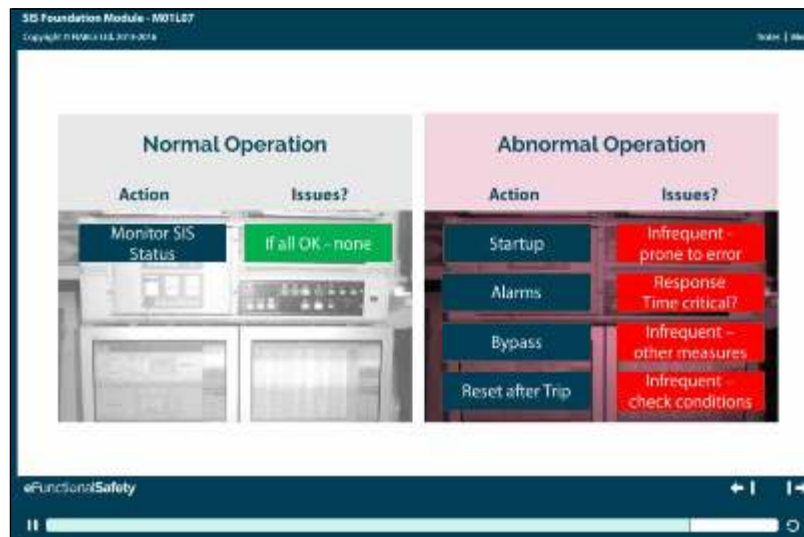 SIS Foundation Module - M01L07
Normal Operation
Action Issues?
Monitor SIS
Status
If all OK - none
Abnormal Operation
Action Issues?
Startup
Infrequent -
prone to error
Alarms
Response
Time critical?
Bypass
Infrequent –
other measures
Reset after Trip
Infrequent –
check conditions
eFunctionalSafety